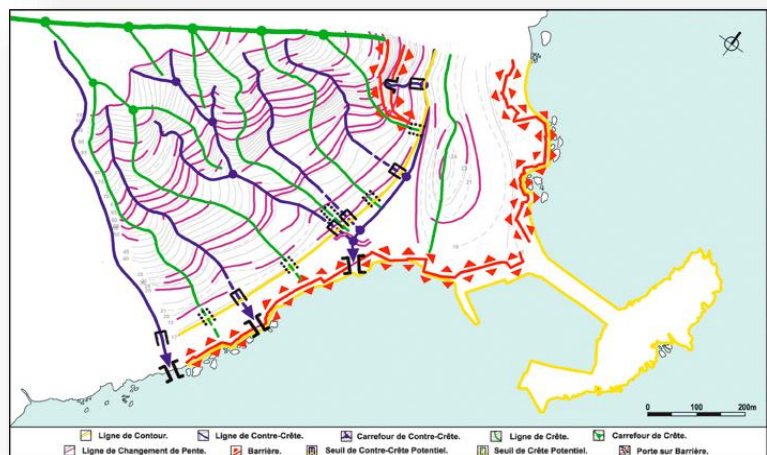 0 100 200m
Ligne de Contour. Ligne de Contre-Crête. Carrefour de Contre-Crête. Ligne de Crête. Carrefour de Crête.
Ligne de Changement de Pente. Barrière. Seuil de Contre-Crête Potentiel. Seuil de Crête Potentiel. Porte sur Barrière.